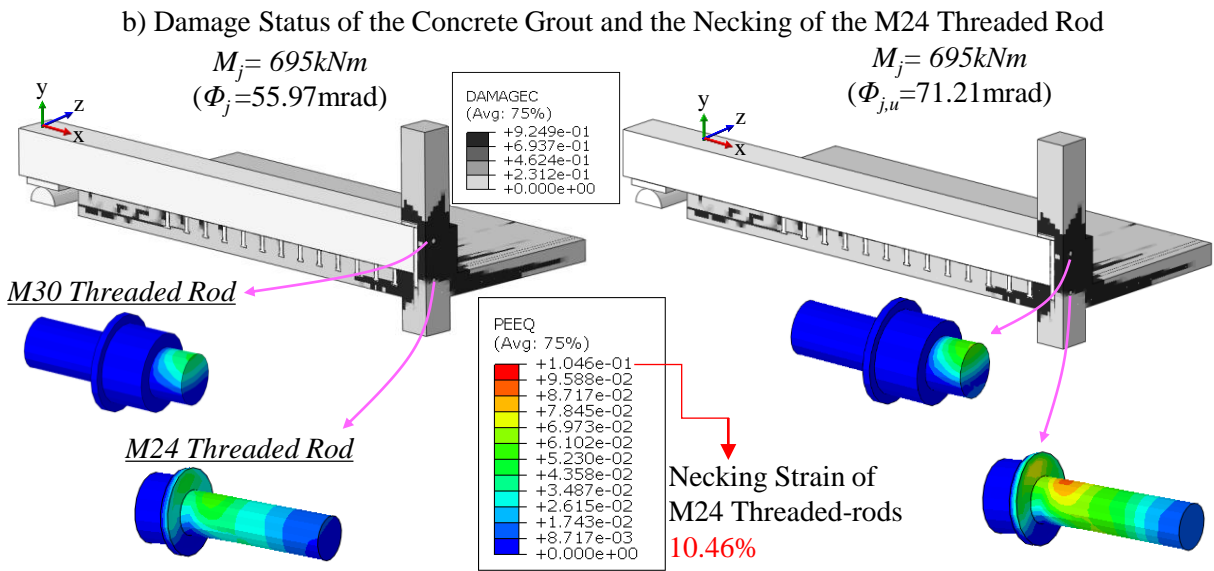 b) Damage Status of the Concrete Grout and the Necking of the M24 Threaded Rod
M_j= 695kNm
(Φ_j=55.97mrad)
M_j= 695kNm
(Φ_j,u=71.21mrad)
y
z
x
DAMAGEC
(Avg: 75%)
+9.249e-01
+6.937e-01
+4.624e-01
+2.312e-01
+0.000e+00
y
z
x
M30 Threaded Rod
M24 Threaded Rod
PEEQ
(Avg: 75%)
+1.046e-01
+9.588e-02
+8.717e-02
+7.845e-02
+6.973e-02
+6.102e-02
+5.230e-02
+4.358e-02
+3.487e-02
+2.615e-02
+1.743e-02
+8.717e-03
+0.000e+00
Necking Strain of
M24 Threaded-rods
10.46%